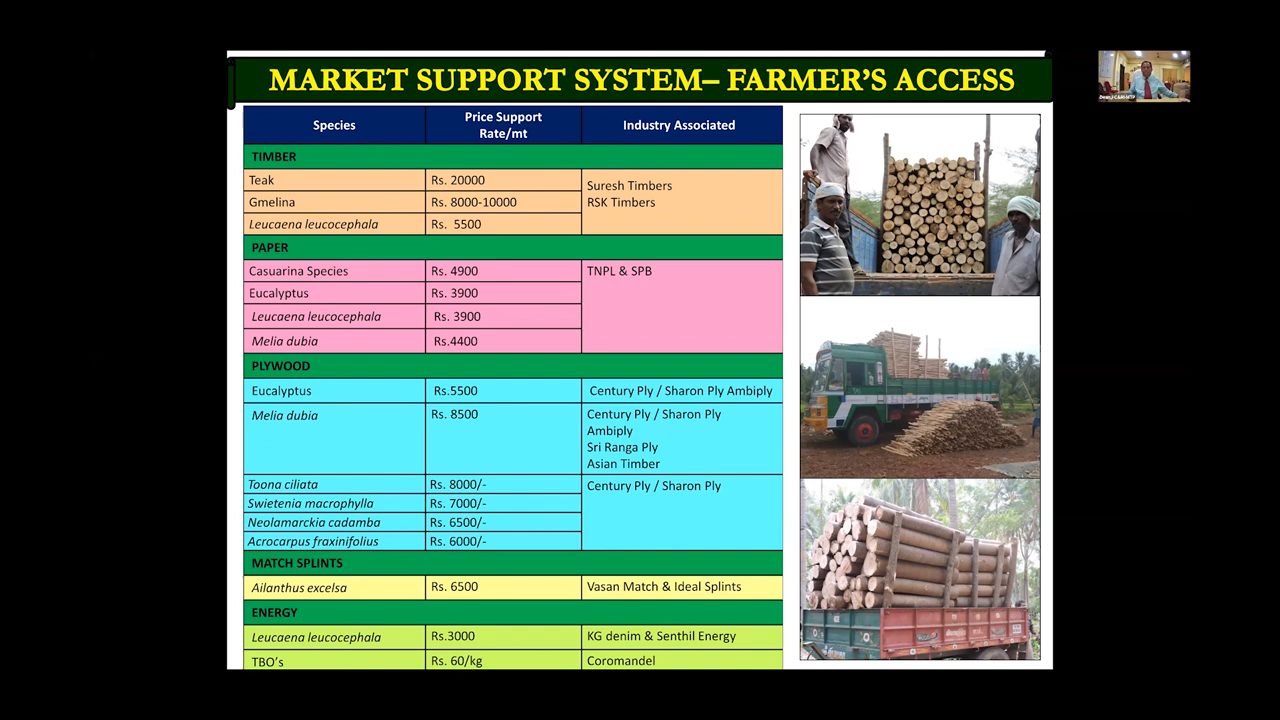 MARKET SUPPORT SYSTEM– FARMER'S ACCESS
Species Price Support Rate/mt Industry Associated
TIMBER
Teak Rs. 20000 Suresh Timbers
Gmelina Rs. 8000-10000 RSK Timbers
Leucaena leucocephala Rs. 5500
PAPER
Casuarina Species Rs. 4900 TNPL & SPB
Eucalyptus Rs. 3900
Leucaena leucocephala Rs. 3900
Melia dubia Rs.4400
PLYWOOD
Eucalyptus Rs.5500 Century Ply / Sharon Ply Ambiply
Melia dubia Rs. 8500 Century Ply / Sharon Ply
Ambiply
Sri Ranga Ply
Asian Timber
Toona ciliata Rs. 8000/- Century Ply / Sharon Ply
Swietenia macrophylla Rs. 7000/-
Neolamarckia cadamba Rs. 6500/-
Acrocarpus fraxinifolius Rs. 6000/-
MATCH SPLINTS
Ailanthus excelsa Rs. 6500 Vasan Match & Ideal Splints
ENERGY
Leucaena leucocephala Rs.3000 KG denim & Senthil Energy
TBO's Rs. 60/kg Coromandel